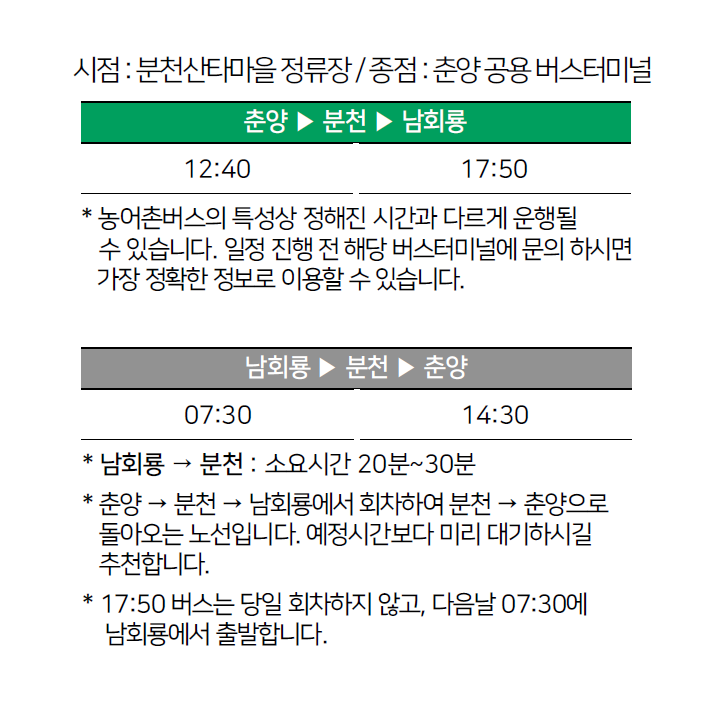 시점 : 분천산타마을 정류장 / 종점 : 춘양 공용 버스터미널
춘양 ▶ 분천 ▶ 남회룡
12:40 17:50
* 농어촌버스의 특성상 정해진 시간과 다르게 운행될
수 있습니다. 일정 진행 전 해당 버스터미널에 문의 하시면
가장 정확한 정보로 이용할 수 있습니다.
남회룡 ▶ 분천 ▶ 춘양
07:30 14:30
* 남회룡 → 분천 : 소요시간 20분~30분
* 춘양 → 분천 → 남회룡에서 회차하여 분천 → 춘양으로
돌아오는 노선입니다. 예정시간보다 미리 대기하시길
추천합니다.
* 17:50 버스는 당일 회차하지 않고, 다음날 07:30에
남회룡에서 출발합니다.